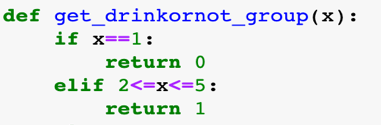 def get_drinkornot_group(x):
    if x==1:
        return 0
    elif 2<=x<=5:
        return 1